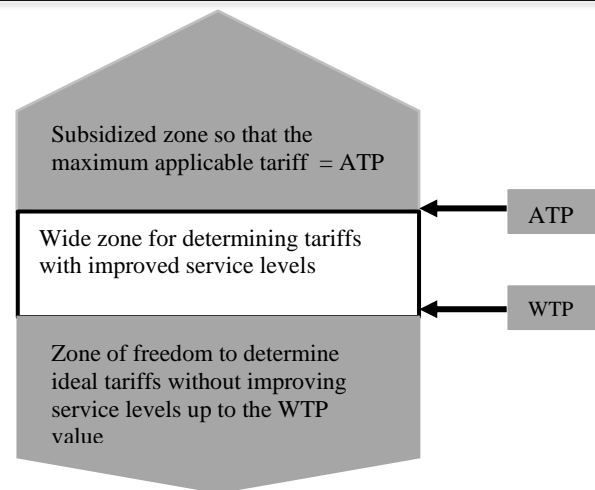 Subsidized zone so that the
maximum applicable tariff = ATP
ATP
Wide zone for determining tariffs
with improved service levels
WTP
Zone of freedom to determine
ideal tariffs without improving
service levels up to the WTP
value